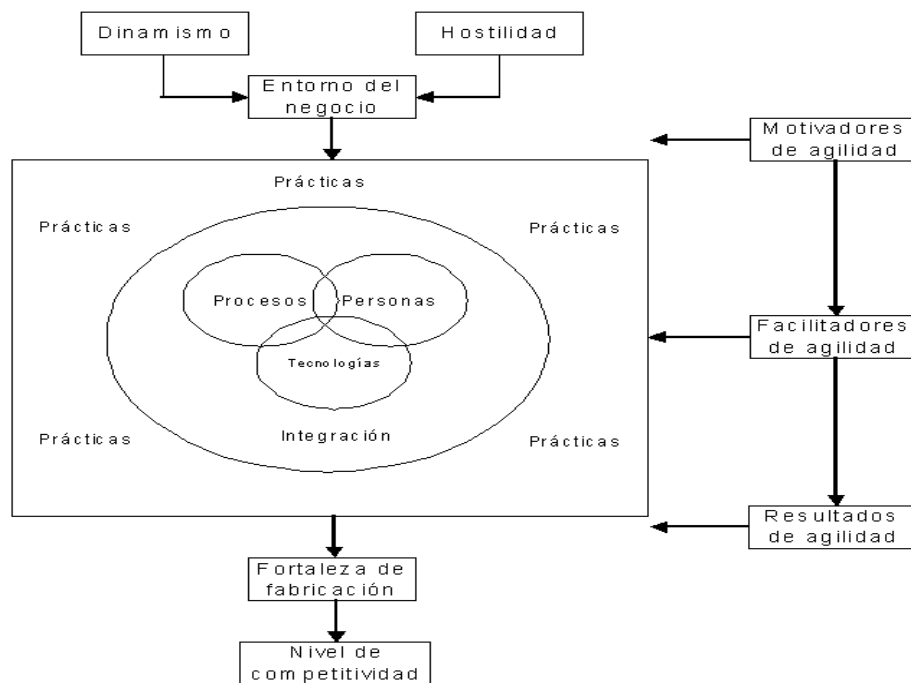 Dinamismo
Hostilidad
Entorno del
negocio
Motivadores
de agilidad
Prácticas
Prácticas
Prácticas
Procesos
Personas
Facilitadores
de agilidad
Tecnologías
Integración
Prácticas
Prácticas
Resultados
de agilidad
Fortaleza de
fabricación
Nivel de
competitividad